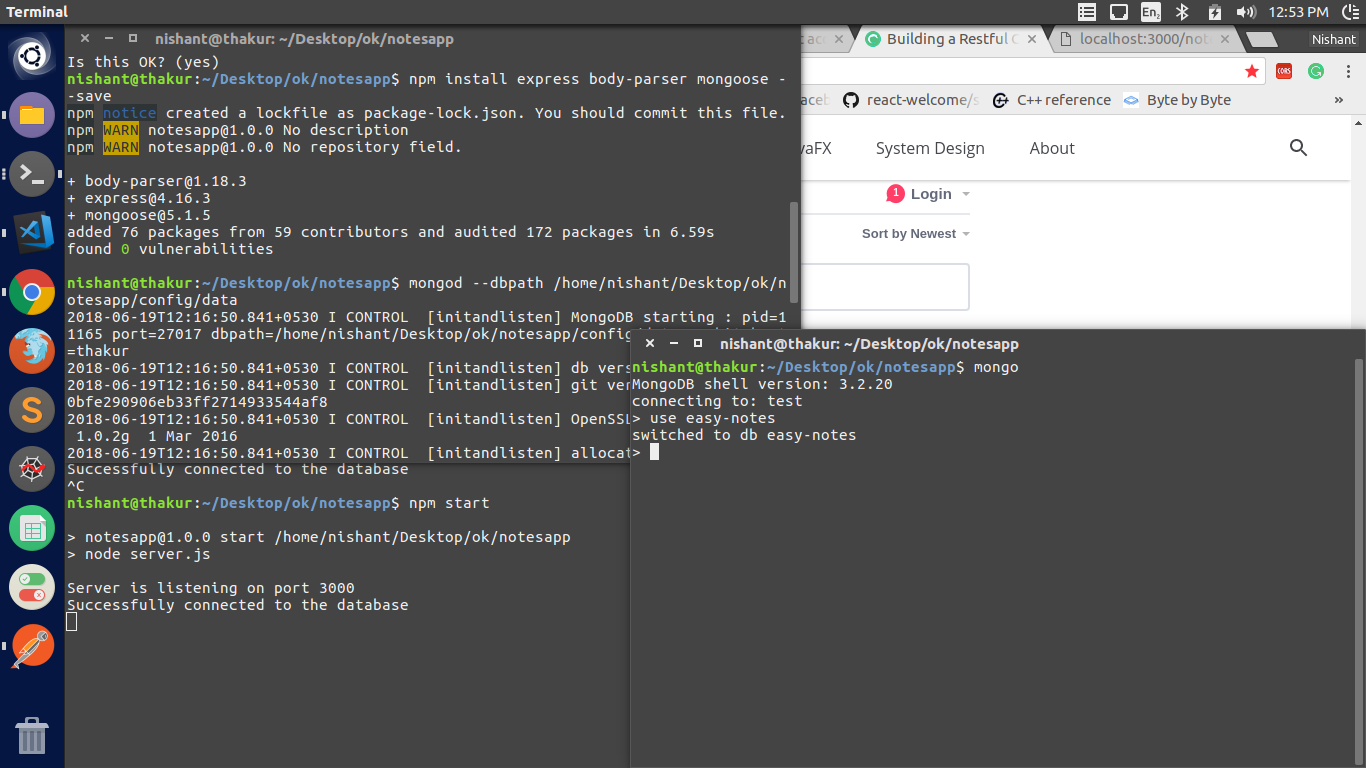 Terminal
En2
12:53 PM
nishant@thakur: ~/Desktop/ok/notesapp
Building a Restful
localhost:3000/not
Nishant
Is this OK? (yes)
nishant@thakur:~/Desktop/ok/notesapp$ npm install express body-parser mongoose -
-save
npm notice created a lockfile as package-lock.json. You should commit this file.
npm WARN notesapp@1.0.0 No description
npm WARN notesapp@1.0.0 No repository field.
+ body-parser@1.18.3
+ express@4.16.3
+ mongoose@5.1.5
added 76 packages from 59 contributors and audited 172 packages in 6.59s
found 0 vulnerabilities
nishant@thakur:~/Desktop/ok/notesapp$ mongod --dbpath /home/nishant/Desktop/ok/n
otesapp/config/data
2018-06-19T12:16:50.841+0530 I CONTROL  [initandlisten] MongoDB starting : pid=1
1165 port=27017 dbpath=/home/nishant/Desktop/ok/notesapp/config
=thakur
2018-06-19T12:16:50.841+0530 I CONTROL  [initandlisten] db vers
2018-06-19T12:16:50.841+0530 I CONTROL  [initandlisten] git ver
0bfe290906eb33ff2714933544af8
2018-06-19T12:16:50.841+0530 I CONTROL  [initandlisten] OpenSSL
1.0.2g  1 Mar 2016
2018-06-19T12:16:50.841+0530 I CONTROL  [initandlisten] allocat
Successfully connected to the database
^C
nishant@thakur:~/Desktop/ok/notesapp$ npm start
> notesapp@1.0.0 start /home/nishant/Desktop/ok/notesapp
> node server.js
Server is listening on port 3000
Successfully connected to the database
CORS
aceb
react-welcome/s
C++ reference
Byte by Byte
»
vaFX
System Design
About
1
Login
Sort by Newest
nishant@thakur: ~/Desktop/ok/notesapp
nishant@thakur:~/Desktop/ok/notesapp$ mongo
MongoDB shell version: 3.2.20
connecting to: test
> use easy-notes
switched to db easy-notes
>